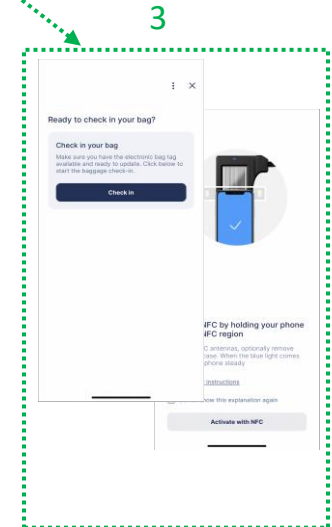 3
Ready to check in your bag?
Check in your bag
Make sure you have the electronic bag tag
available and ready to update. Click below to
start the baggage check-in.
Check in
NFC by holding your phone
NFC region
antennas, optionally remove
case. When the blue light comes
phone steady
instructions
how this explanation again
Activate with NFC